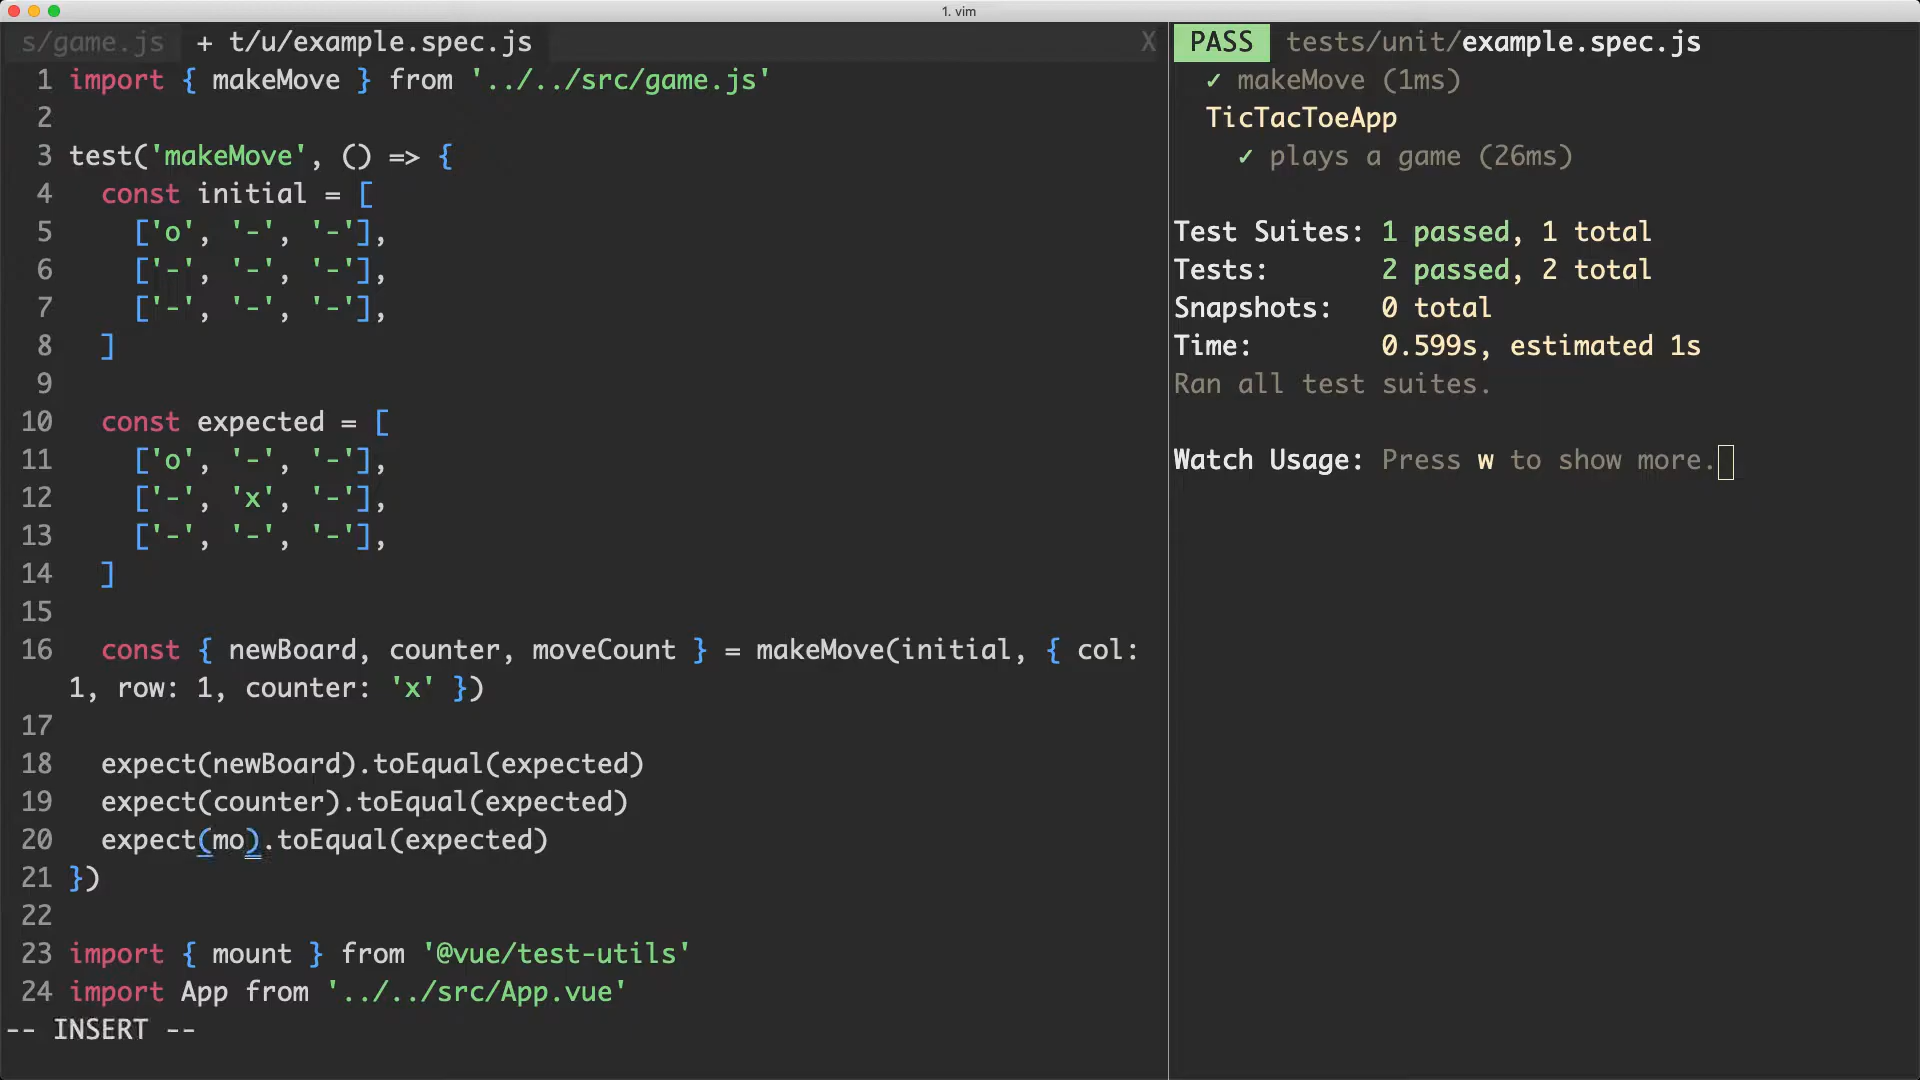 1. vim
s/game.js + t/u/example.spec.js X
1 import { makeMove } from '../../src/game.js'
2
3 test('makeMove', () => {
4   const initial = [
5     ['o', '-', '-'],
6     ['-', '-', '-'],
7     ['-', '-', '-'],
8   ]
9
10   const expected = [
11     ['o', '-', '-'],
12     ['-', 'x', '-'],
13     ['-', '-', '-'],
14   ]
15
16   const { newBoard, counter, moveCount } = makeMove(initial, { col:
1, row: 1, counter: 'x' })
17
18   expect(newBoard).toEqual(expected)
19   expect(counter).toEqual(expected)
20   expect(mo).toEqual(expected)
21 })
22
23 import { mount } from '@vue/test-utils'
24 import App from '../../src/App.vue'
-- INSERT --
PASS tests/unit/example.spec.js
✓ makeMove (1ms)
TicTacToeApp
✓ plays a game (26ms)
Test Suites: 1 passed, 1 total
Tests: 2 passed, 2 total
Snapshots: 0 total
Time: 0.599s, estimated 1s
Ran all test suites.
Watch Usage: Press w to show more.